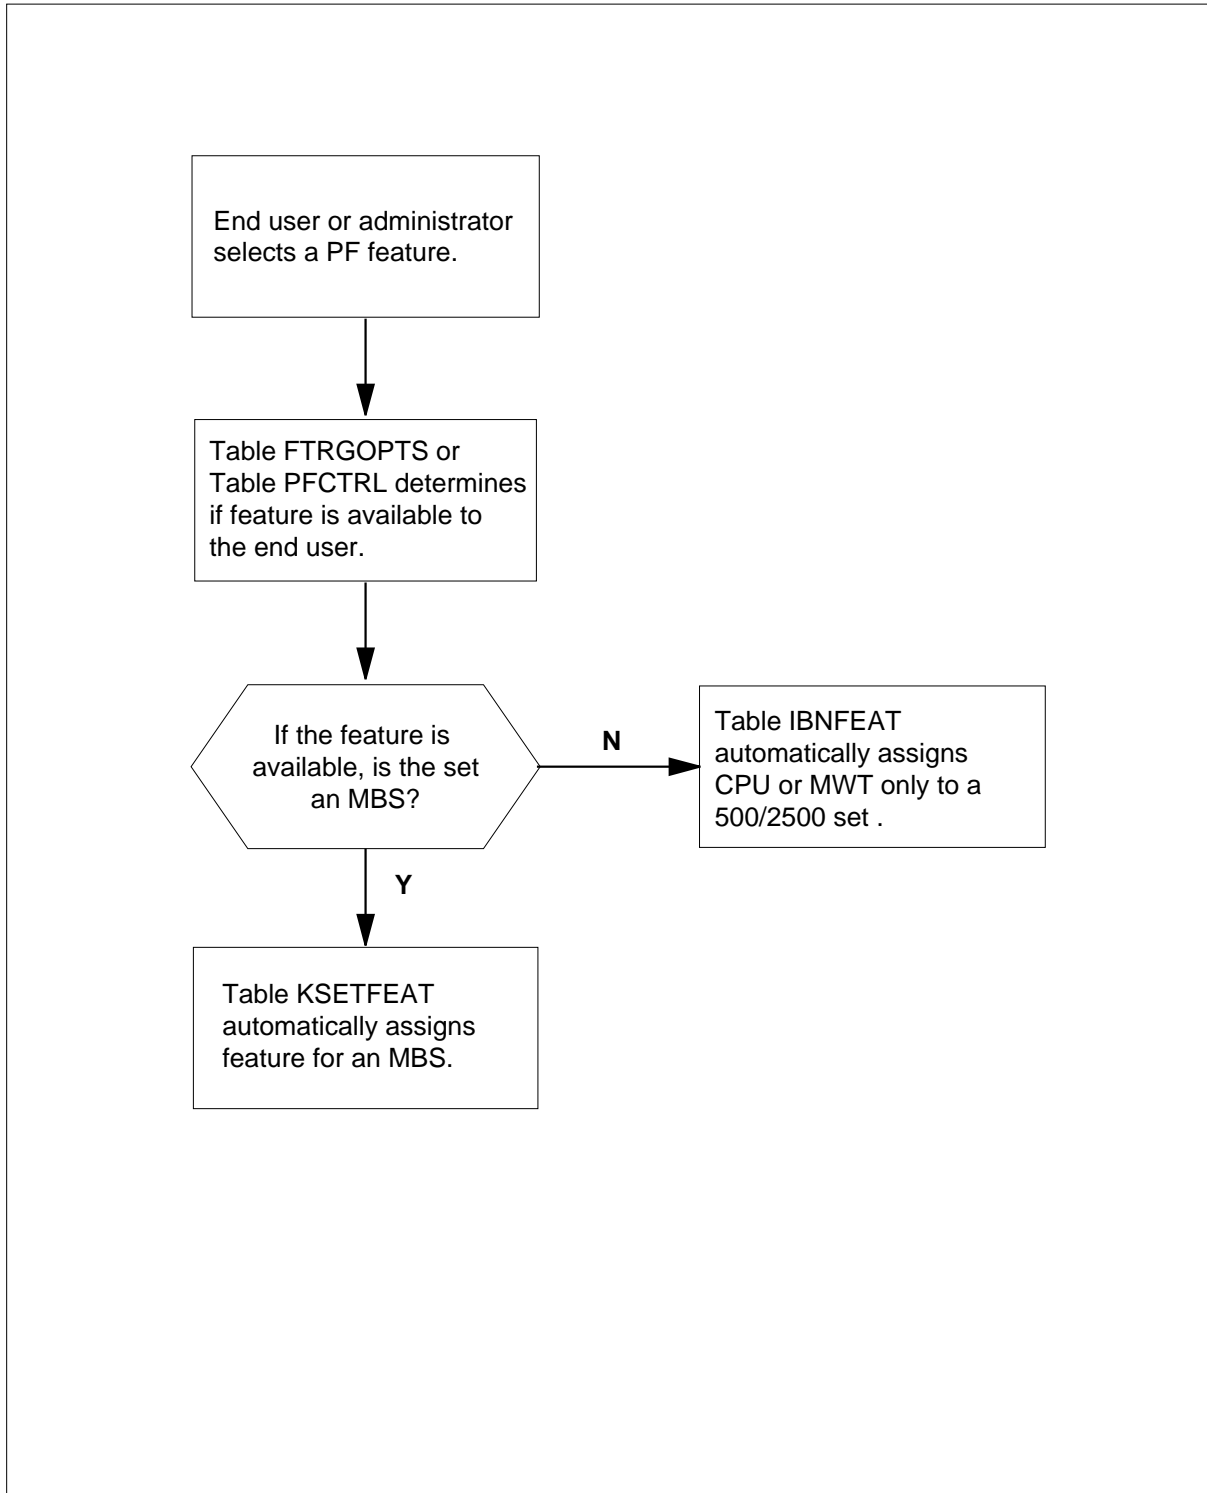 End user or administrator
selects a PF feature.
Table FTRGOPTS or
Table PFCTRL determines
if feature is available to
the end user.
If the feature is
available, is the set
an MBS?
N
Table IBNFEAT
automatically assigns
CPU or MWT only to a
500/2500 set .
Y
Table KSETFEAT
automatically assigns
feature for an MBS.